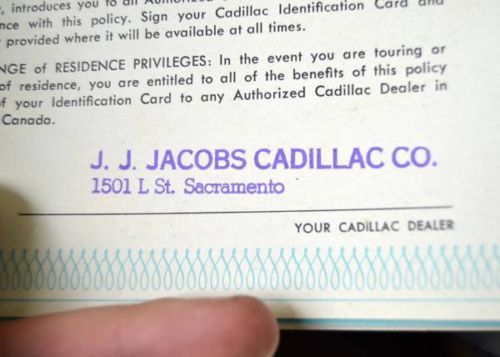 , introduces you to all Authorized
nce with this policy. Sign your Cadillac Identification Card and
provided where it will be available at all times.
NGE of RESIDENCE PRIVILEGES: In the event you are touring or
of residence, you are entitled to all of the benefits of this policy
of your Identification Card to any Authorized Cadillac Dealer in
Canada.
J. J. JACOBS CADILLAC CO.
1501 L St. Sacramento
YOUR CADILLAC DEALER